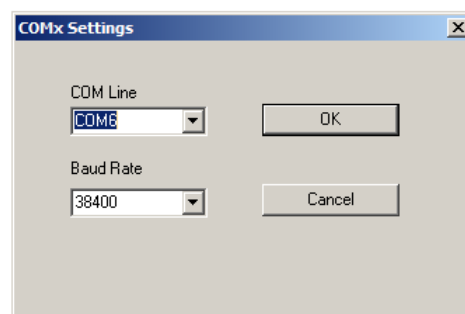 COMx Settings
COM Line
COM6
OK
Baud Rate
38400
Cancel